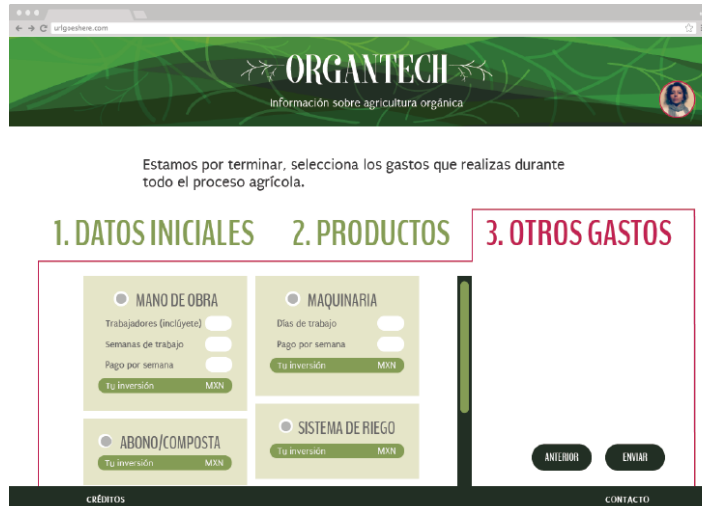 urlgoeshere.com
ORGANTECH
Información sobre agricultura orgánica
Estamos por terminar, selecciona los gastos que realizas durante
todo el proceso agrícola.
1. DATOS INICIALES
2. PRODUCTOS
3. OTROS GASTOS
MANO DE OBRA
Trabajadores (inclúyete)
Semanas de trabajo
Pago por semana
Tu inversión MXN
MAQUINARIA
Días de trabajo
Pago por semana
Tu inversión MXN
ABONO/COMPOSTA
Tu inversión MXN
SISTEMA DE RIEGO
Tu inversión MXN
ANTERIOR
ENVIAR
CRÉDITOS
CONTACTO